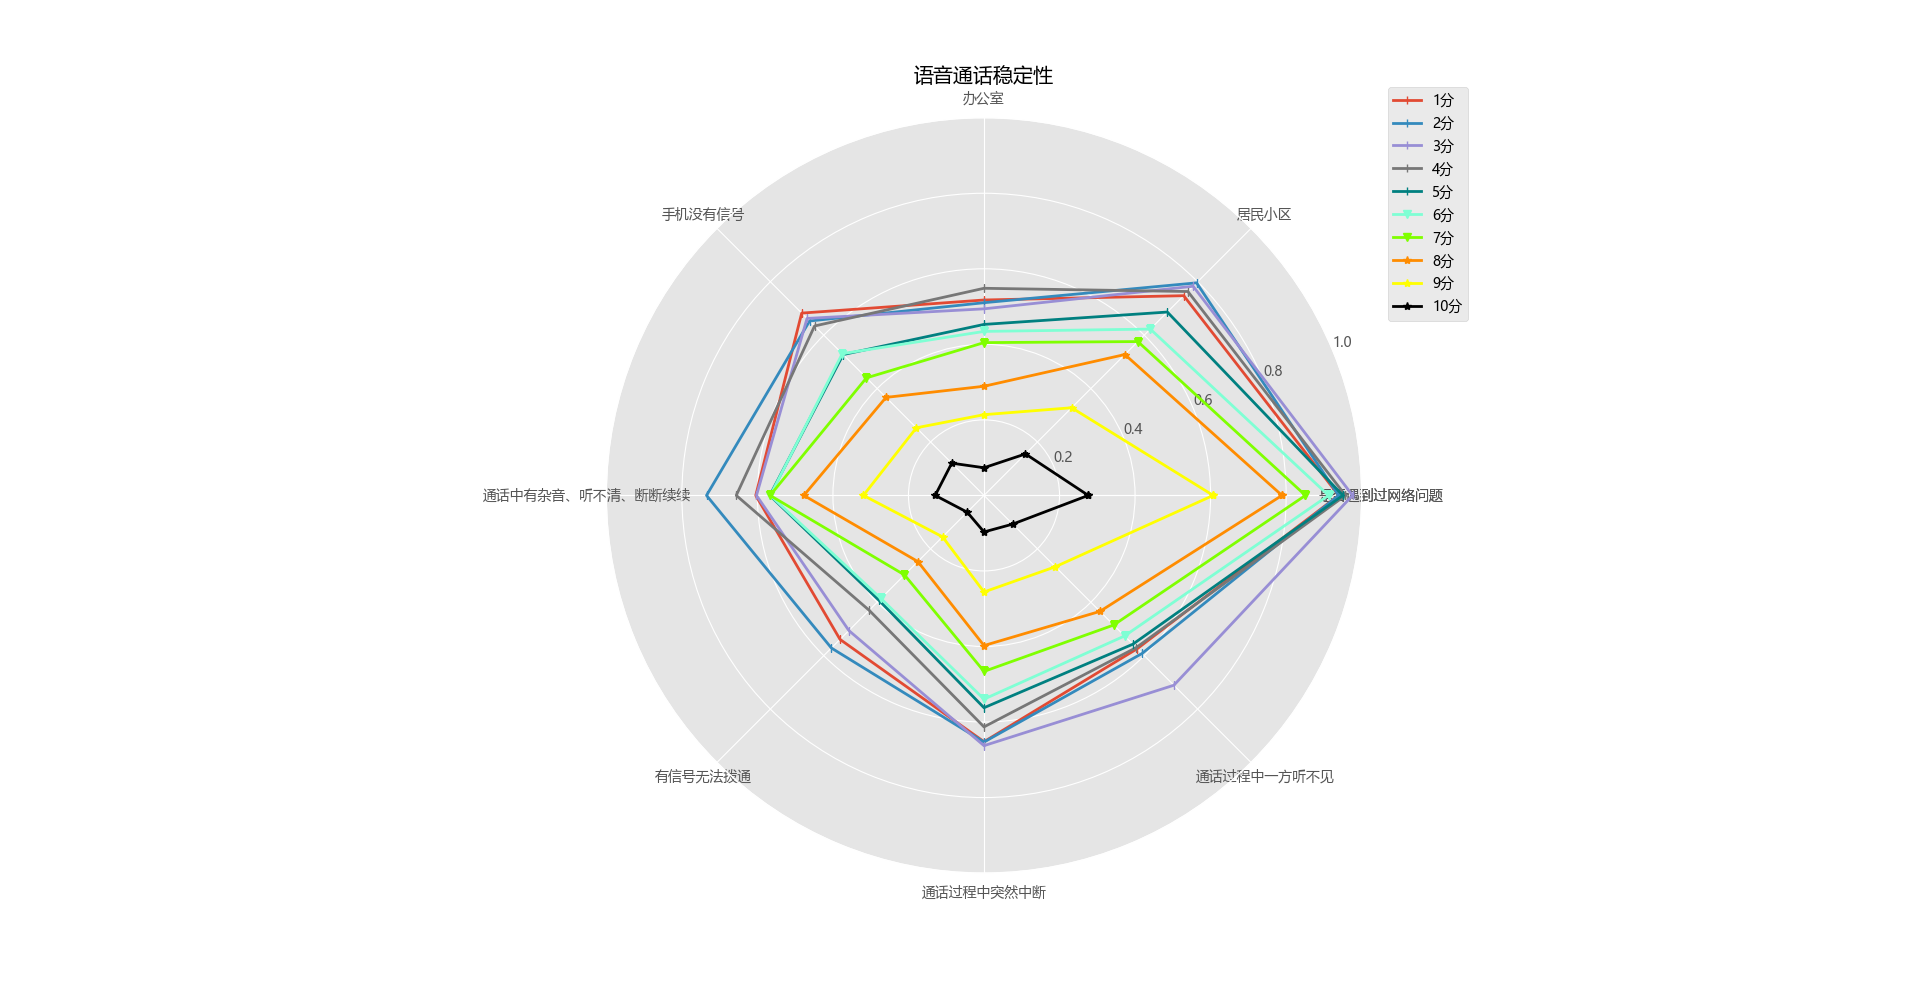 语音通话稳定性
办公室
1分
2分
3分
4分
5分
6分
7分
8分
9分
10分
手机没有信号
居民小区
1.0
0.8
0.6
0.4
0.2
通话中有杂音、听不清、断断续续
遇到过网络问题
有信号无法拨通
通话过程中一方听不见
通话过程中突然中断